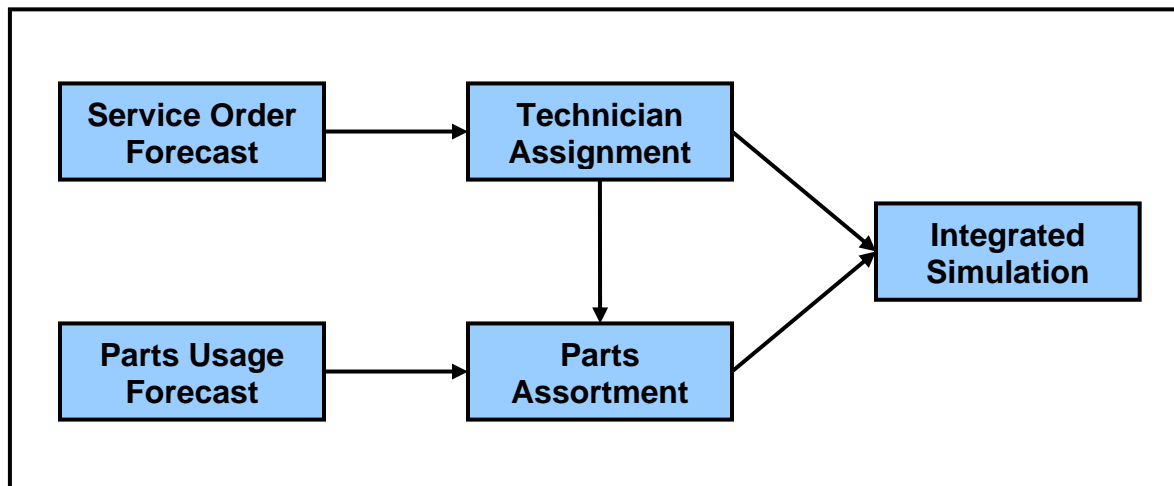 Service Order
Forecast
Technician
Assignment
Integrated
Simulation
Parts Usage
Forecast
Parts
Assortment